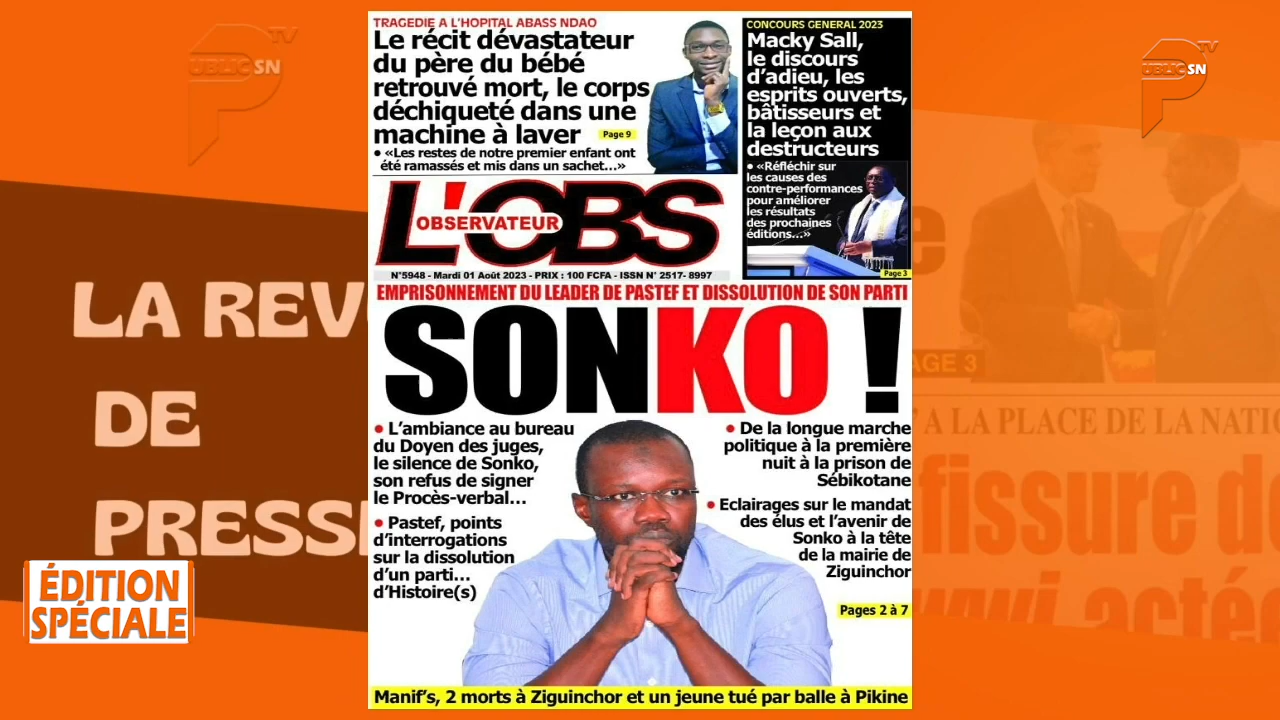 TV
PUBLIC SN
TV
PUBLIC SN
LA REV
DE
PRESSE
ÉDITION
SPÉCIALE
TRAGEDIE A L'HOPITAL ABASS NDAO
Le récit dévastateur
du père du bébé
retrouvé mort, le corps
déchiqueté dans une
machine à laver
Page 9
• «Les restes de notre premier enfant ont
été ramassés et mis dans un sachet...»
CONCOURS GENERAL 2023
Macky Sall,
le discours
d'adieu, les
esprits ouverts,
bâtisseurs et
la leçon aux
destructeurs
• «Réfléchir sur
les causes des
contre-performances
pour améliorer
les résultats
des prochaines
éditions...»
Page 3
L'OBS
OBSERVATEUR
N°5948 - Mardi 01 Août 2023 - PRIX : 100 FCFA - ISSN N° 2517- 8997
EMPRISONNEMENT DU LEADER DE PASTEF ET DISSOLUTION DE SON PARTI
SONKO !
• L'ambiance au bureau
du Doyen des juges,
le silence de Sonko,
son refus de signer
le Procès-verbal...
• Pastef, points
d'interrogations
sur la dissolution
d'un parti...
d'Histoire(s)
• De la longue marche
politique à la première
nuit à la prison de
Sébikotane
• Eclairages sur le mandat
des élus et l'avenir de
Sonko à la tête
de la mairie de
Ziguinchor
Pages 2 à 7
Manif's, 2 morts à Ziguinchor et un jeune tué par balle à Pikine
AGE 3
A LA PLACE DE LA NATIO
fissure de